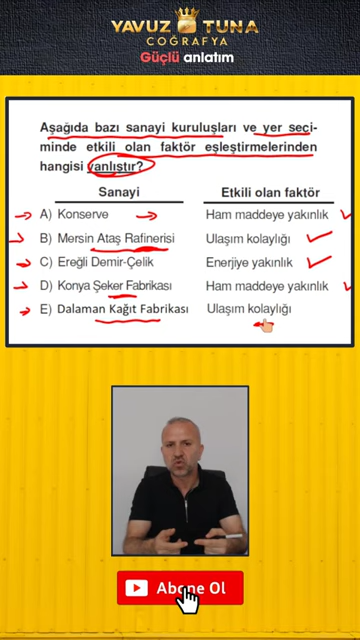 YAVUZ TUNA
COĞRAFYA
Güçlü anlatım
Aşağıda bazı sanayi kuruluşları ve yer seçi-
minde etkili olan faktör eşleştirmelerinden
hangisi yanlıştır?
Sanayi Etkili olan faktör
A) Konserve Ham maddeye yakınlık
B) Mersin Ataş Rafinerisi Ulaşım kolaylığı
C) Ereğli Demir-Çelik Enerjiye yakınlık
D) Konya Şeker Fabrikası Ham maddeye yakınlık
E) Dalaman Kağıt Fabrikası Ulaşım kolaylığı
Abone Ol